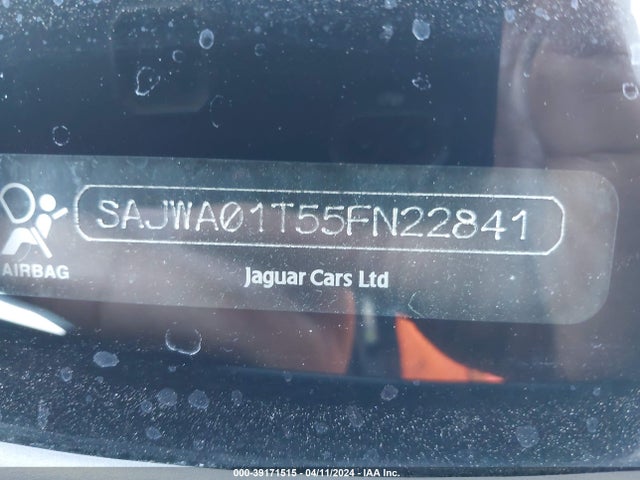 SAJWA01T55FN22841
AIRBAG
Jaguar Cars Ltd
000-39171515 - 04/11/2024 - IAA Inc.